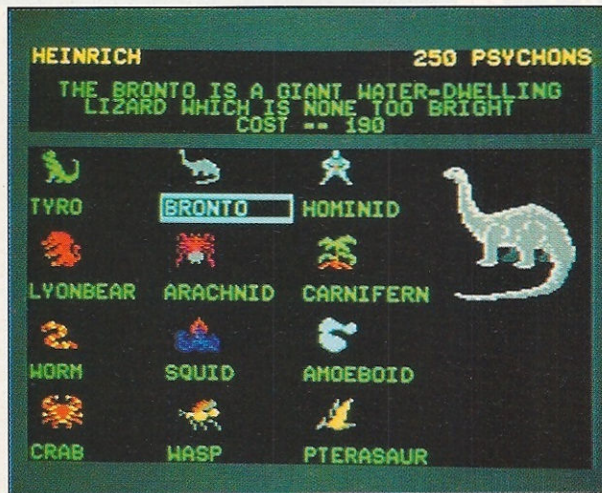 HEINRICH 250 PSYCHONS
THE BRONTO IS A GIANT WATER-DWELLING
LIZARD WHICH IS NONE TOO BRIGHT
COST -- 190
TYRO BRONTO HOMINID
LYONBEAR ARACHNID CARNIFERN
WORM SQUID AMOEBOID
CRAB WASP PTERASAUR